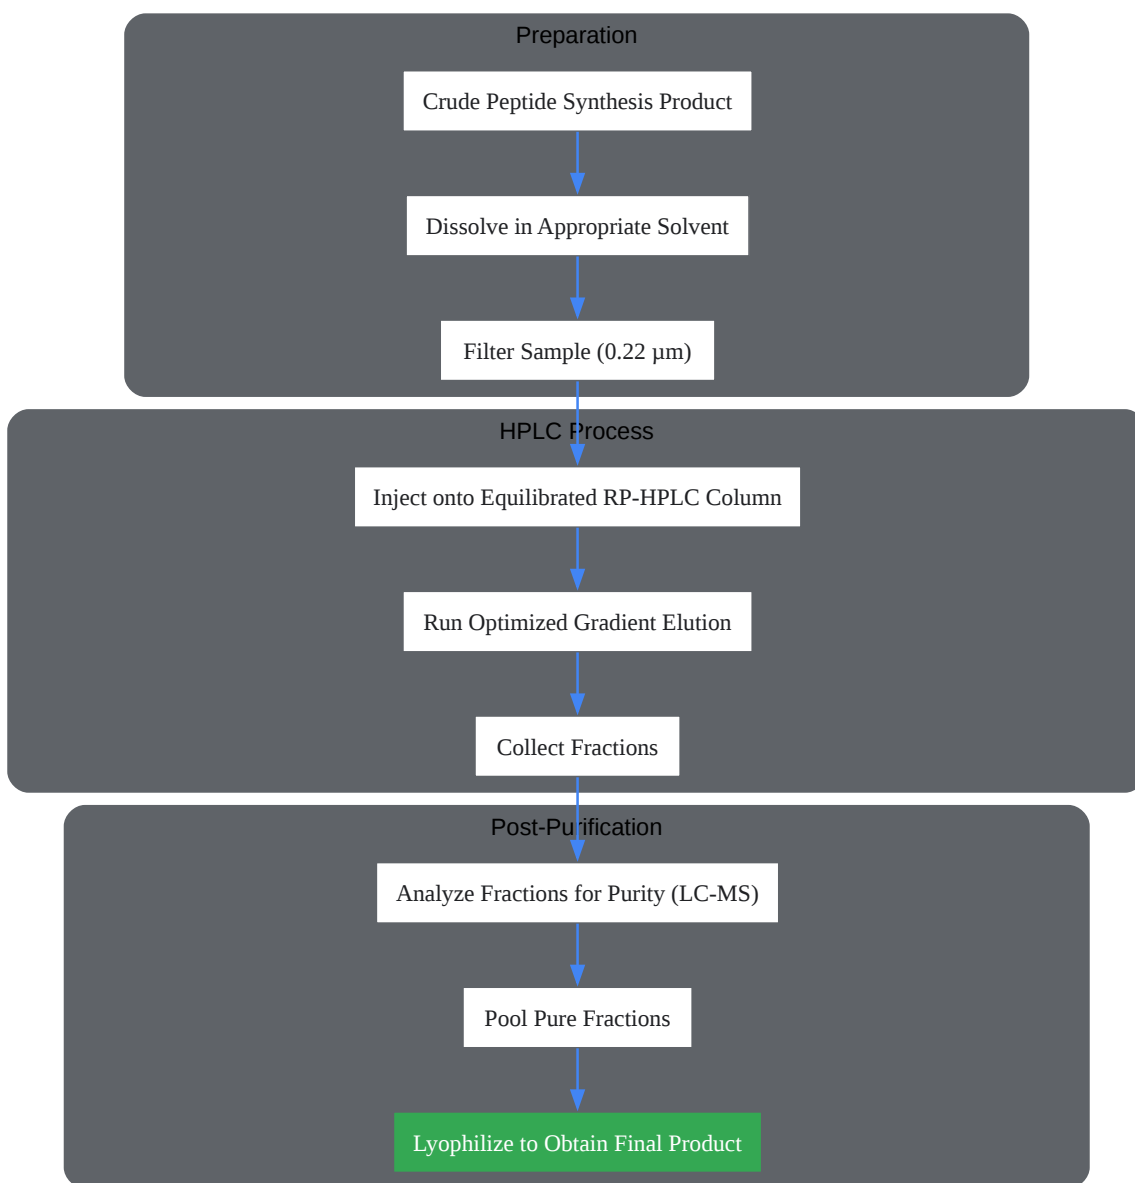 Preparation
Crude Peptide Synthesis Product
Dissolve in Appropriate Solvent
Filter Sample (0.22 µm)
HPLC Process
Inject onto Equilibrated RP-HPLC Column
Run Optimized Gradient Elution
Collect Fractions
Post-Purification
Analyze Fractions for Purity (LC-MS)
Pool Pure Fractions
Lyophilize to Obtain Final Product